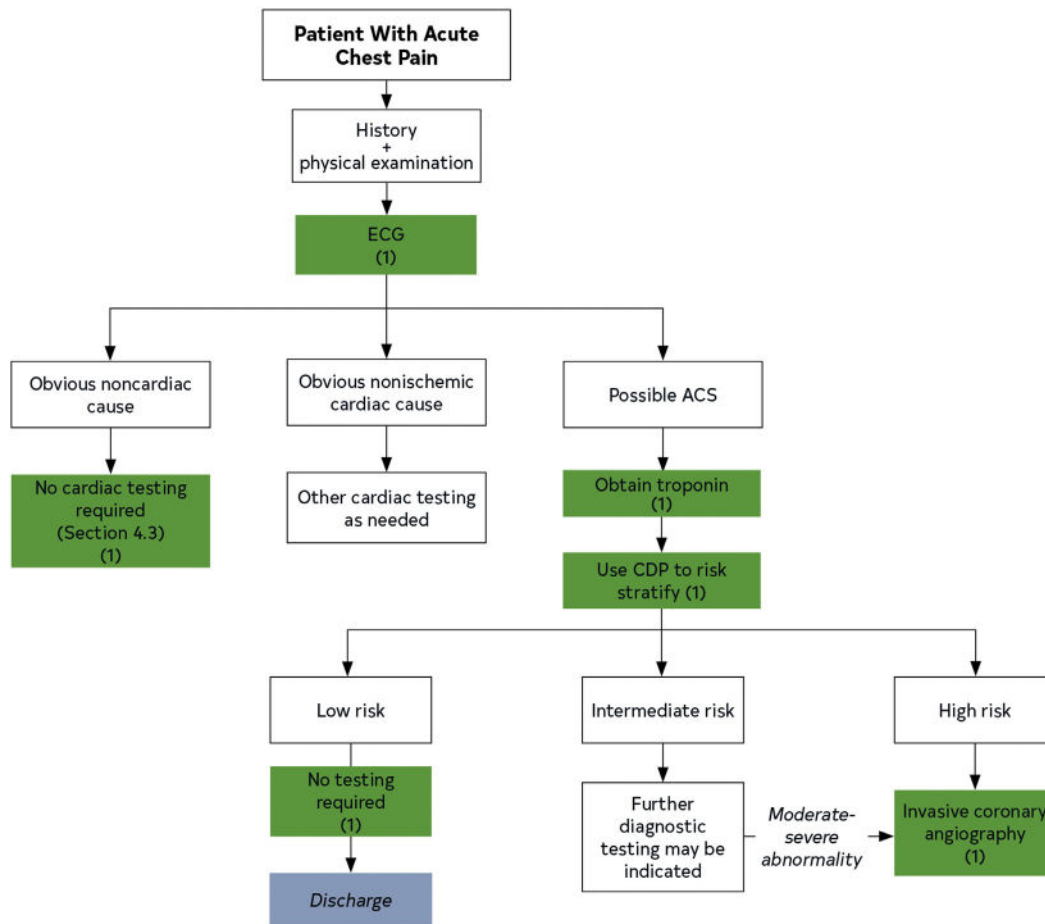 Patient With Acute
Chest Pain
History
+
physical examination
ECG
(1)
Obvious noncardiac
cause
Obvious nonischemic
cardiac cause
Possible ACS
No cardiac testing
required
(Section 4.3)
(1)
Other cardiac testing
as needed
Obtain troponin
(1)
Use CDP to risk
stratify (1)
Low risk
Intermediate risk
High risk
No testing
required
(1)
Further
diagnostic
testing may be
indicated
Moderate-
severe
abnormality
Invasive coronary
angiography
(1)
Discharge